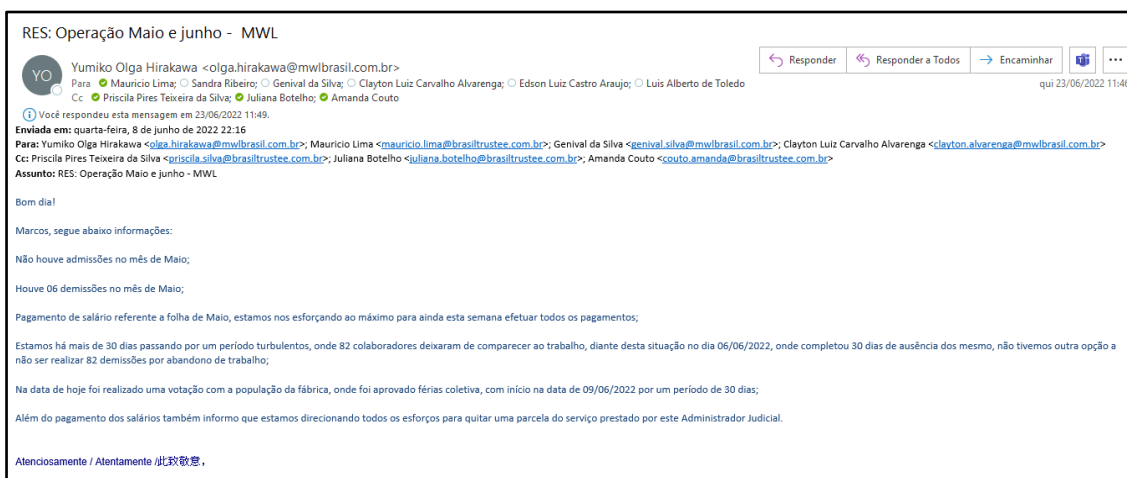 RES: Operação Maio e junho - MWL
YO
Yumiko Olga Hirakawa <olga.hirakawa@mwlbrasil.com.br>
Responder
Responder a Todos
Encaminhar
Para Mauricio Lima; Sandra Ribeiro; Genival da Silva; Clayton Luiz Carvalho Alvarenga; Edson Luiz Castro Araujo; Luis Alberto de Toledo
qui 23/06/2022 11:46
Cc Priscila Pires Teixeira da Silva; Juliana Botelho; Amanda Couto
Você respondeu esta mensagem em 23/06/2022 11:49.
Enviada em: quarta-feira, 8 de junho de 2022 22:16
Para: Yumiko Olga Hirakawa <olga.hirakawa@mwlbrasil.com.br>; Mauricio Lima <mauricio.lima@brasiltrustee.com.br>; Genival da Silva <genival.silva@mwlbrasil.com.br>; Clayton Luiz Carvalho Alvarenga <clayton.alvarenga@mwlbrasil.com.br>
Cc: Priscila Pires Teixeira da Silva <priscila.silva@brasiltrustee.com.br>; Juliana Botelho <juliana.botelho@brasiltrustee.com.br>; Amanda Couto <couto.amanda@brasiltrustee.com.br>
Assunto: RES: Operação Maio e junho - MWL
Bom dia!
Marcos, segue abaixo informações:
Não houve admissões no mês de Maio;
Houve 06 demissões no mês de Maio;
Pagamento de salário referente a folha de Maio, estamos nos esforçando ao máximo para ainda esta semana efetuar todos os pagamentos;
Estamos há mais de 30 dias passando por um período turbulentos, onde 82 colaboradores deixaram de comparecer ao trabalho, diante desta situação no dia 06/06/2022, onde completou 30 dias de ausência dos mesmo, não tivemos outra opção a
não ser realizar 82 demissões por abandono de trabalho;
Na data de hoje foi realizado uma votação com a população da fábrica, onde foi aprovado férias coletiva, com início na data de 09/06/2022 por um período de 30 dias;
Além do pagamento dos salários também informo que estamos direcionando todos os esforços para quitar uma parcela do serviço prestado por este Administrador Judicial.
Atenciosamente / Atentamente /此致敬意，